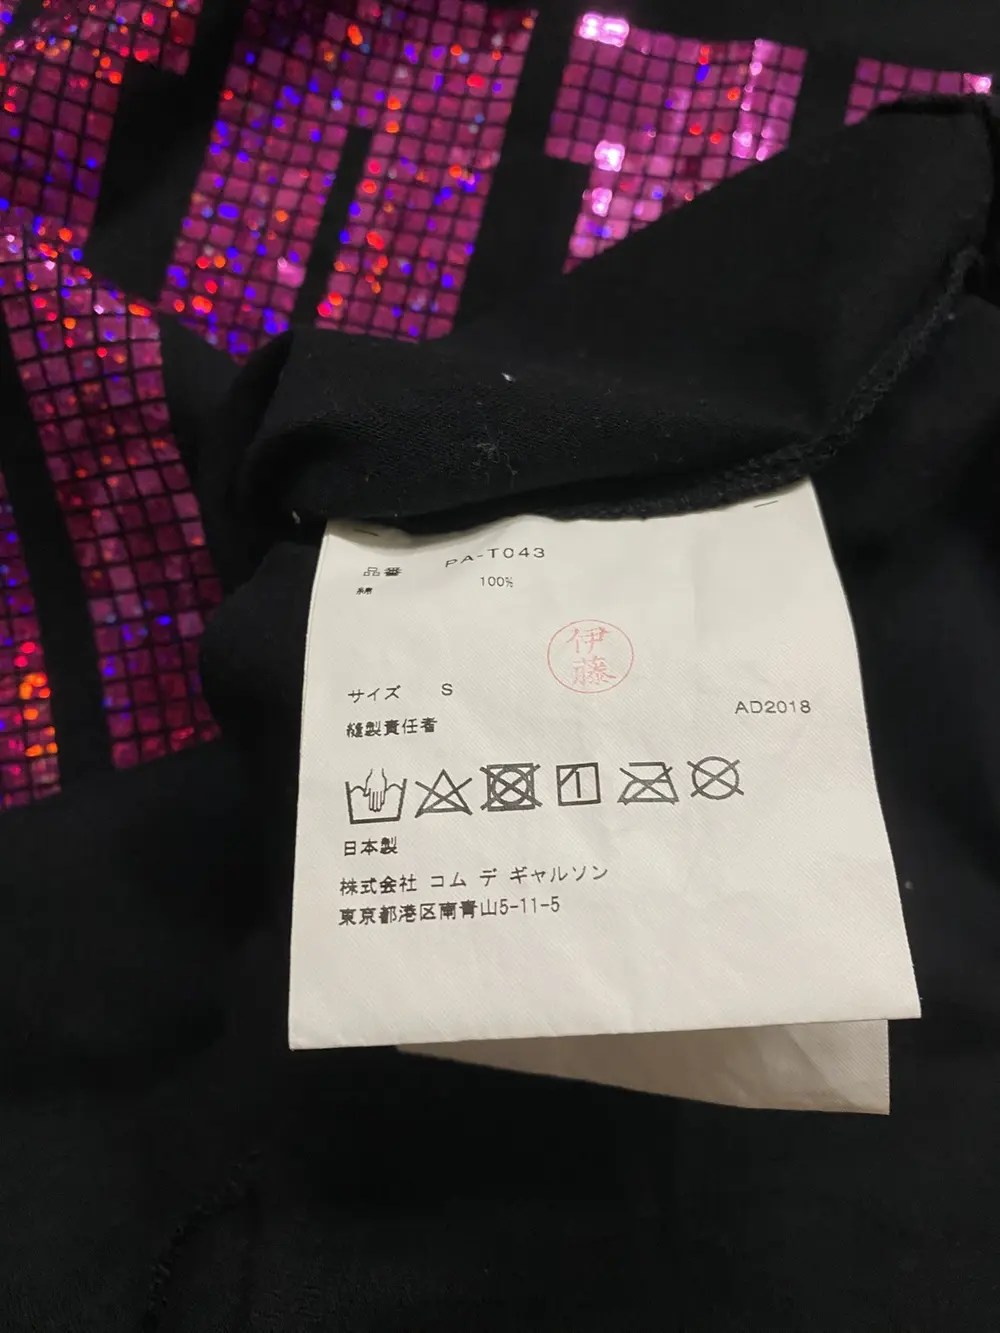 品番 PA-T043
綿 100%
伊藤
サイズ S
AD2018
縫製責任者
日本製
株式会社 コム デ ギャルソン
東京都港区南青山5-11-5